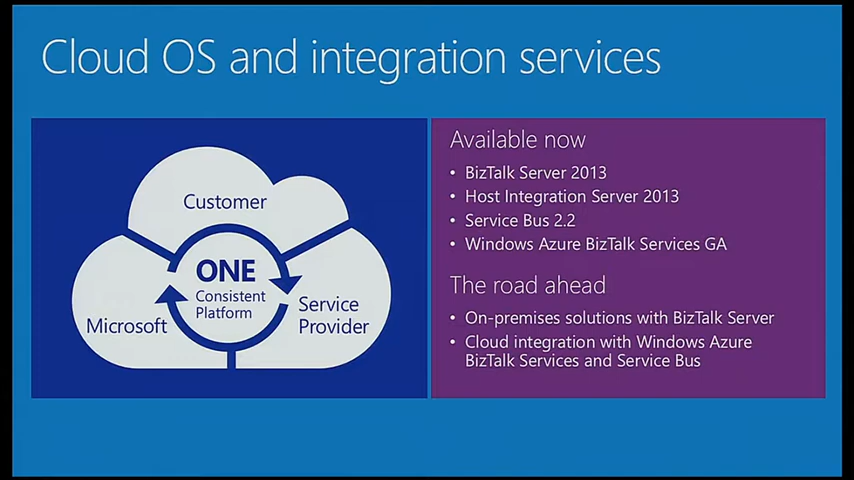 Cloud OS and integration services
Customer
ONE
Consistent
Platform
Microsoft
Service
Provider
Available now
• BizTalk Server 2013
• Host Integration Server 2013
• Service Bus 2.2
• Windows Azure BizTalk Services GA
The road ahead
• On-premises solutions with BizTalk Server
• Cloud integration with Windows Azure
BizTalk Services and Service Bus